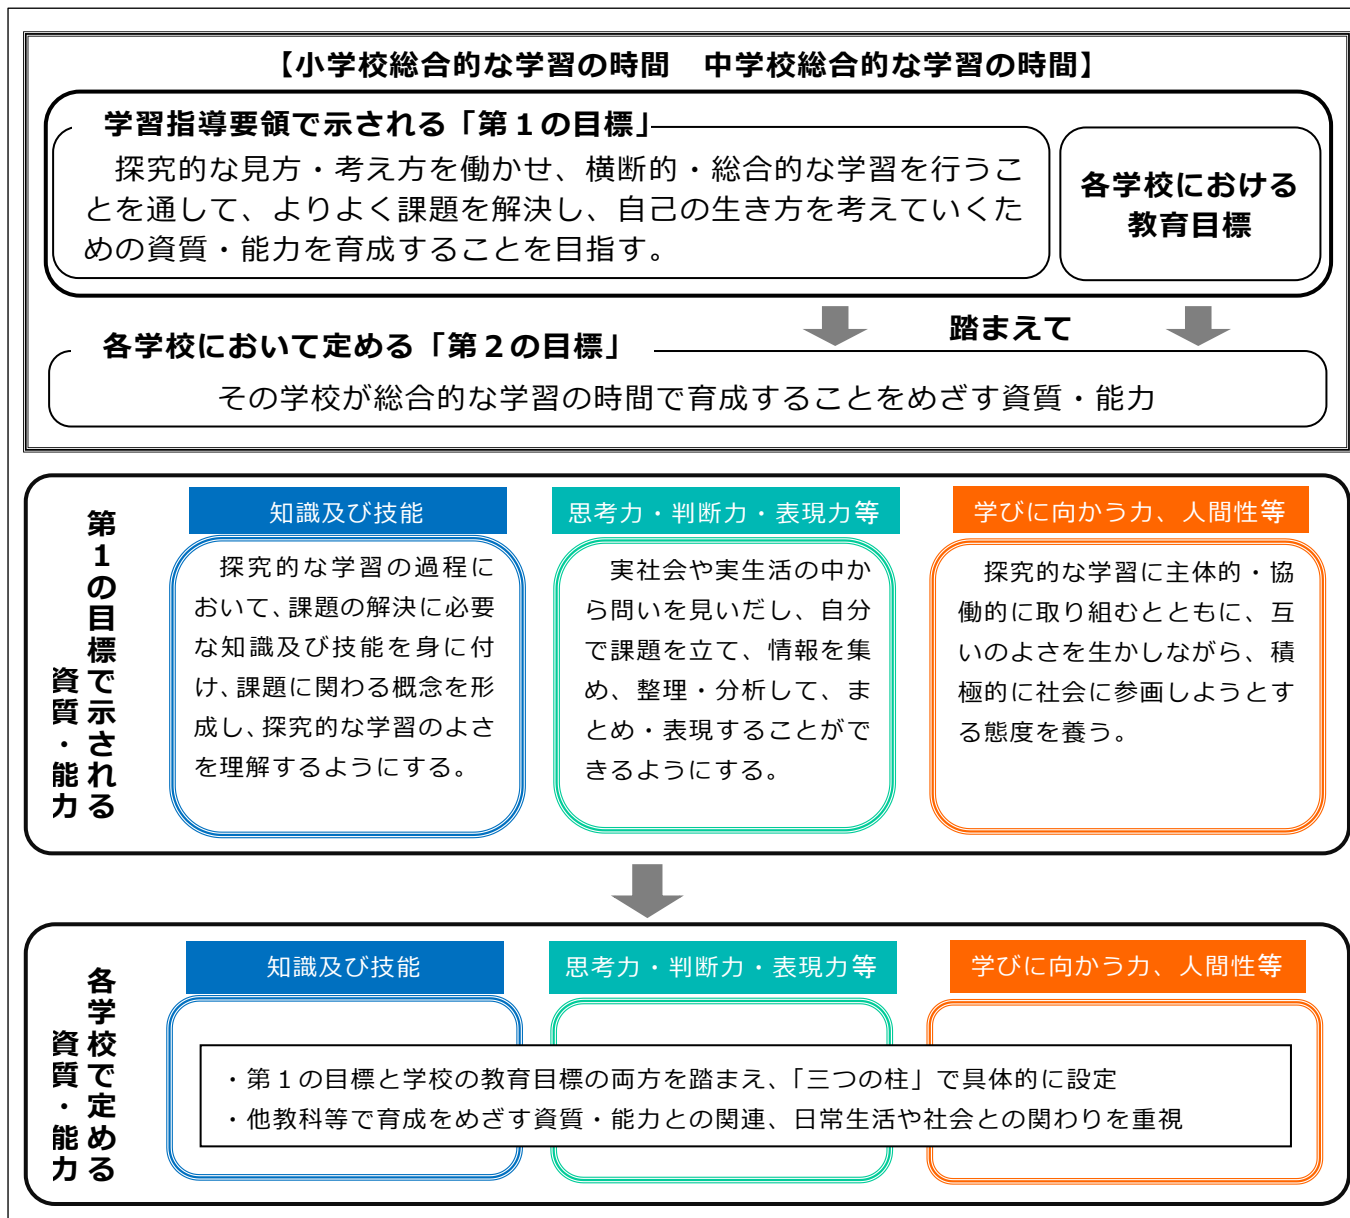 【小学校総合的な学習の時間　中学校総合的な学習の時間】
学習指導要領で示される「第１の目標」
探究的な見方・考え方を働かせ、横断的・総合的な学習を行うこ
とを通して、よりよく課題を解決し、自己の生き方を考えていくた
めの資質・能力を育成することを目指す。
各学校における
教育目標
踏まえて
各学校において定める「第２の目標」
その学校が総合的な学習の時間で育成することをめざす資質・能力
第１の目標で示される
資質・能力
知識及び技能
探究的な学習の過程に
おいて、課題の解決に必要
な知識及び技能を身に付
け、課題に関わる概念を形
成し、探究的な学習のよさ
を理解するようにする。
思考力・判断力・表現力等
実社会や実生活の中か
ら問いを見いだし、自分
で課題を立て、情報を集
め、整理・分析して、ま
とめ・表現することがで
きるようにする。
学びに向かう力、人間性等
探究的な学習に主体的・協
働的に取り組むとともに、互
いのよさを生かしながら、積
極的に社会に参画しようとす
る態度を養う。
各学校で定める
資質・能力
知識及び技能
思考力・判断力・表現力等
学びに向かう力、人間性等
・第１の目標と学校の教育目標の両方を踏まえ、「三つの柱」で具体的に設定
・他教科等で育成をめざす資質・能力との関連、日常生活や社会との関わりを重視